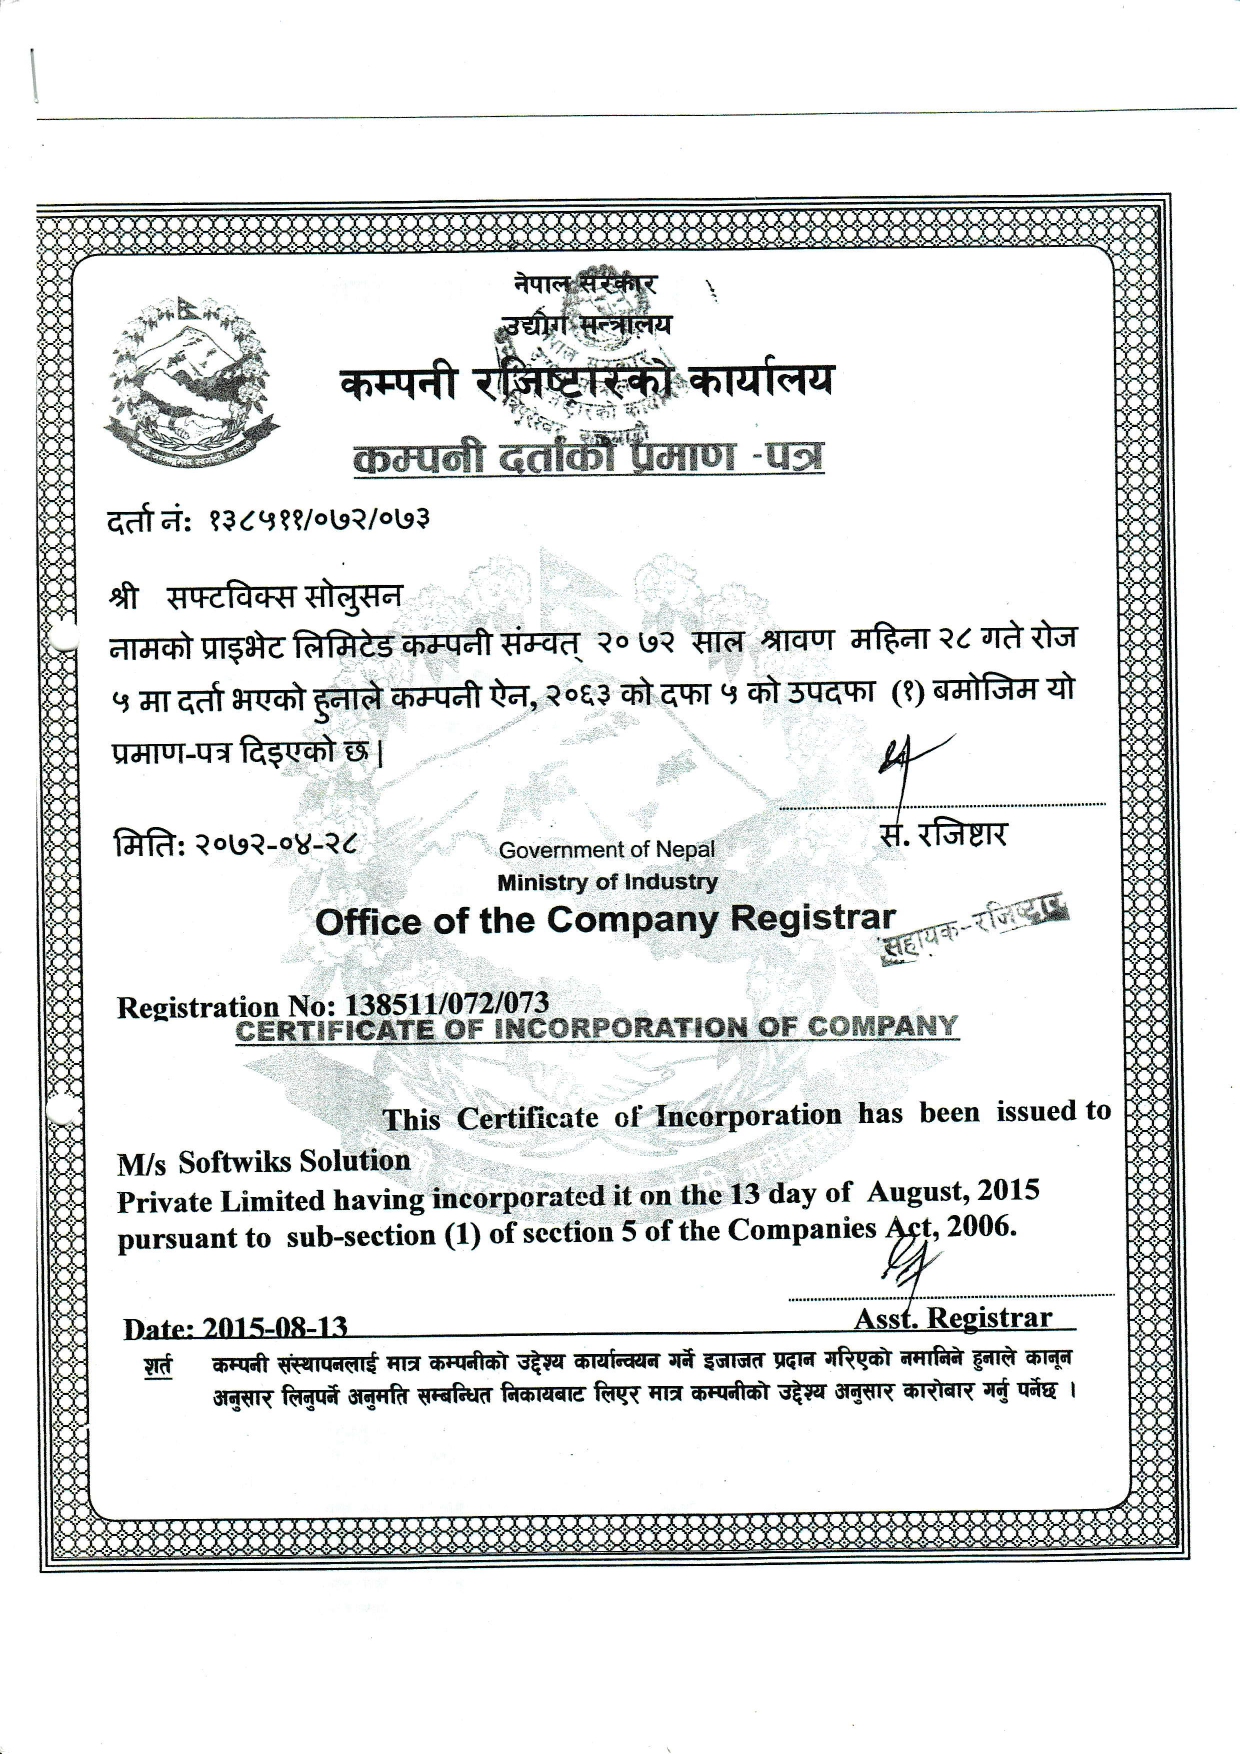 नेपाल सरकार
उद्योग मन्त्रालय
कम्पनी रजिष्टारको कार्यालय
कम्पनी दर्ताको प्रमाण -पत्र
दर्ता नं: १३८५११/०७२/०७३
श्री सफ्टविक्स सोलुसन
नामको प्राइभेट लिमिटेड कम्पनी संम्वत् २०७२ साल श्रावण महिना २८ गते रोज
५ मा दर्ता भएको हुनाले कम्पनी ऐन, २०६३ को दफा ५ को उपदफा (१) बमोजिम यो
प्रमाण-पत्र दिइएको छ|
मिति: २०७२-०४-२८
स. रजिष्टार
Government of Nepal
Ministry of Industry
Office of the Company Registrar
सहायक-रजिष्टार
Registration No: 138511/072/073
CERTIFICATE OF INCORPORATION OF COMPANY
This Certificate of Incorporation has been issued to
M/s Softwiks Solution
Private Limited having incorporated it on the 13 day of August, 2015
pursuant to sub-section (1) of section 5 of the Companies Act, 2006.
Date: 2015-08-13
Asst. Registrar
शर्त कम्पनी संस्थापनलाई मात्र कम्पनीको उद्देश्य कार्यान्वयन गर्ने इजाजत प्रदान गरिएको नमानिने हुनाले कानून
अनुसार लिनुपर्ने अनुमति सम्बन्धित निकायबाट लिएर मात्र कम्पनीको उद्देश्य अनुसार कारोबार गर्नु पर्नेछ ।